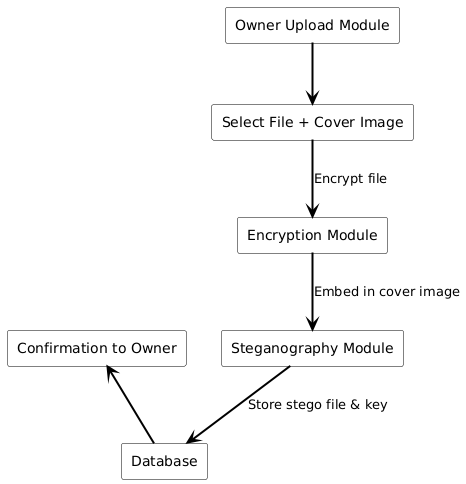 Owner Upload Module
Select File + Cover Image
Encrypt file
Encryption Module
Embed in cover image
Confirmation to Owner
Steganography Module
Store stego file & key
Database